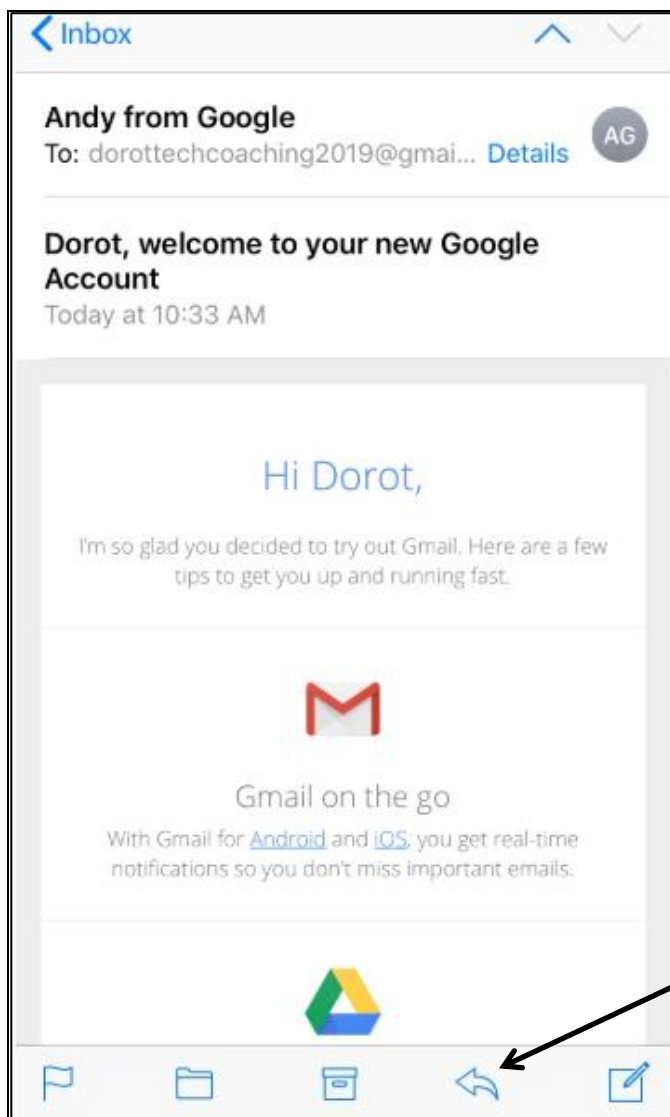 Inbox
Andy from Google
AG
To: dorottechcoaching2019@gmai... Details
Dorot, welcome to your new Google
Account
Today at 10:33 AM
Hi Dorot,
I'm so glad you decided to try out Gmail. Here are a few
tips to get you up and running fast.
Gmail on the go
With Gmail for Android and iOS, you get real-time
notifications so you don't miss important emails.